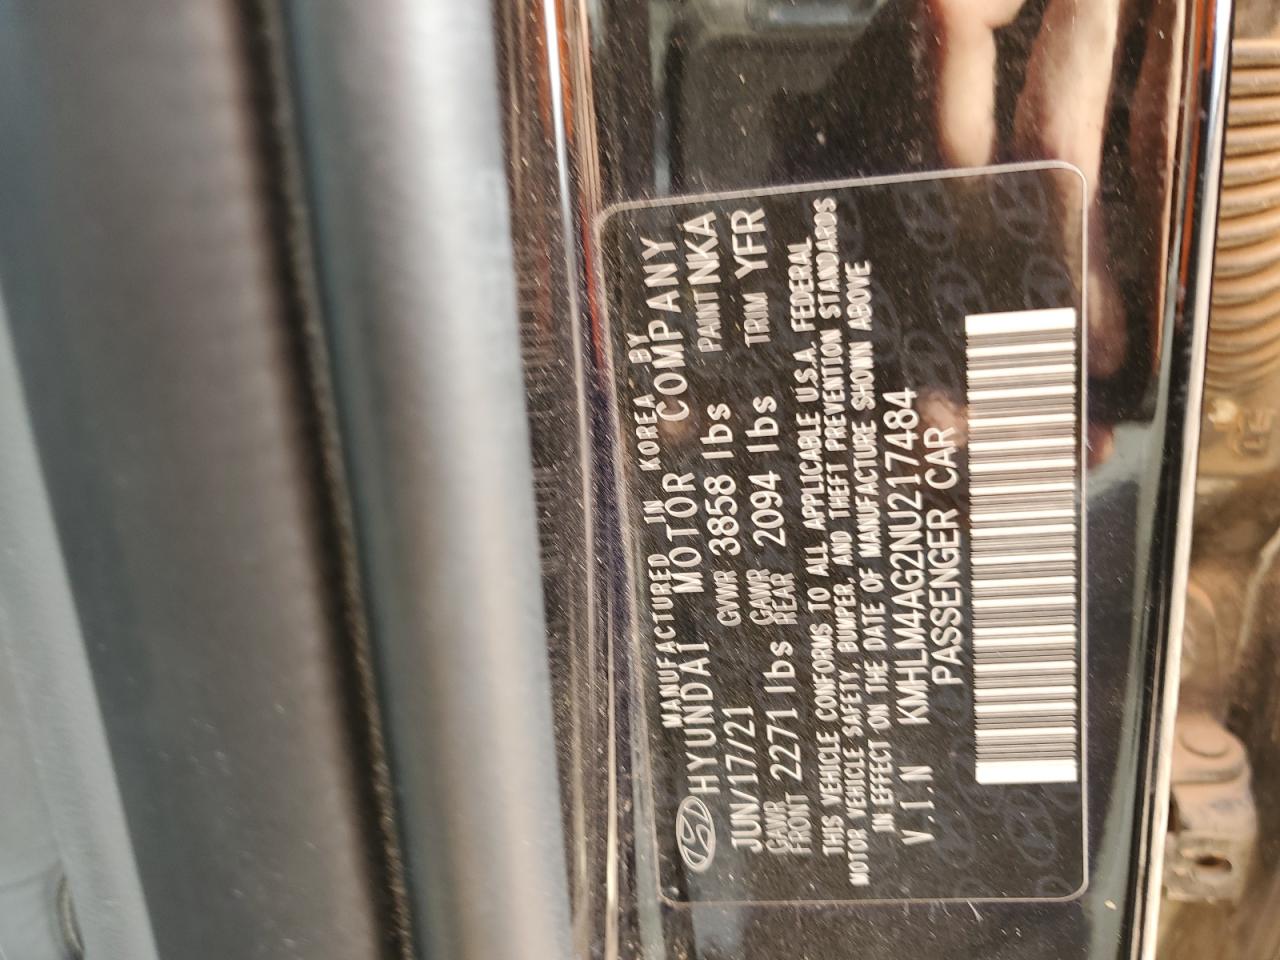 MANUFACTURED IN KOREA BY
HYUNDAI MOTOR COMPANY
JUN/17/21 GVWR 3858 lbs PAINT NKA
GAWR FRONT 2271 lbs GAWR REAR 2094 lbs TRIM YFR
THIS VEHICLE CONFORMS TO ALL APPLICABLE U.S.A. FEDERAL
MOTOR VEHICLE SAFETY, BUMPER, AND THEFT PREVENTION STANDARDS
IN EFFECT ON THE DATE OF MANUFACTURE SHOWN ABOVE
V.I.N KMHLM4AG2NU217484
PASSENGER CAR